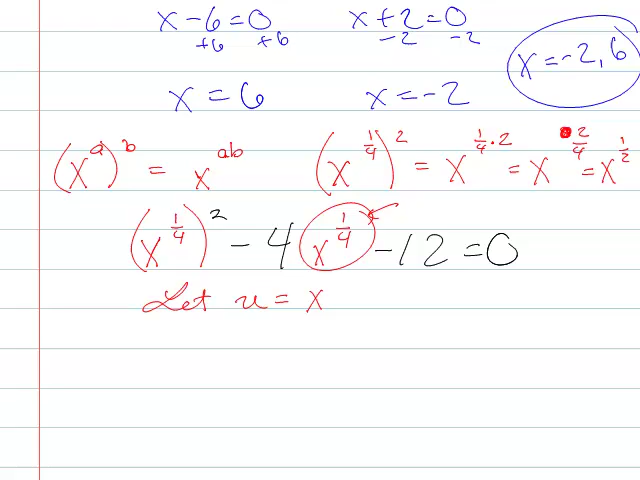 x - 6 = 0   x + 2 = 0
+6 +6   -2 -2   x = -2, 6
x = 6   x = -2
(x^a)^b = x^{ab}   (x^{1/4})^2 = x^{1/4 · 2} = x^{2/4} = x^{1/2}
(x^{1/4})^2 - 4 x^{1/4} - 12 = 0
Let u = x